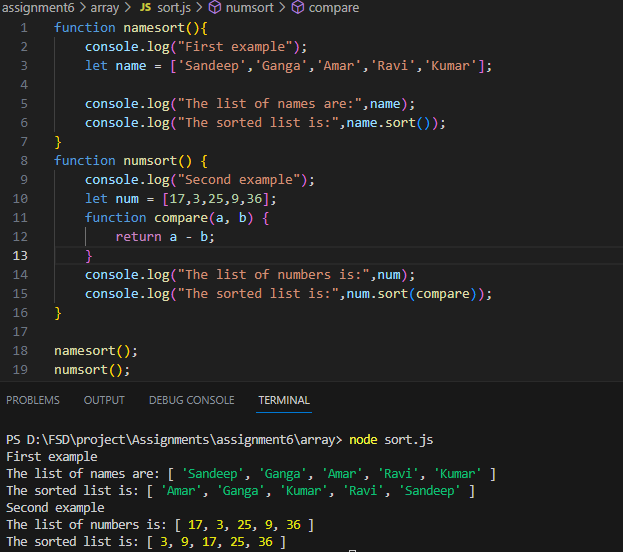 assignment6 > array > JS sort.js > numsort > compare
1 function namesort(){
2     console.log("First example");
3     let name = ['Sandeep','Ganga','Amar','Ravi','Kumar'];
4
5     console.log("The list of names are:",name);
6     console.log("The sorted list is:",name.sort());
7 }
8 function numsort() {
9     console.log("Second example");
10     let num = [17,3,25,9,36];
11     function compare(a, b) {
12         return a - b;
13     }
14     console.log("The list of numbers is:",num);
15     console.log("The sorted list is:",num.sort(compare));
16 }
17
18 namesort();
19 numsort();
PROBLEMS OUTPUT DEBUG CONSOLE TERMINAL
PS D:\FSD\project\Assignments\assignment6\array> node sort.js
First example
The list of names are: [ 'Sandeep', 'Ganga', 'Amar', 'Ravi', 'Kumar' ]
The sorted list is: [ 'Amar', 'Ganga', 'Kumar', 'Ravi', 'Sandeep' ]
Second example
The list of numbers is: [ 17, 3, 25, 9, 36 ]
The sorted list is: [ 3, 9, 17, 25, 36 ]